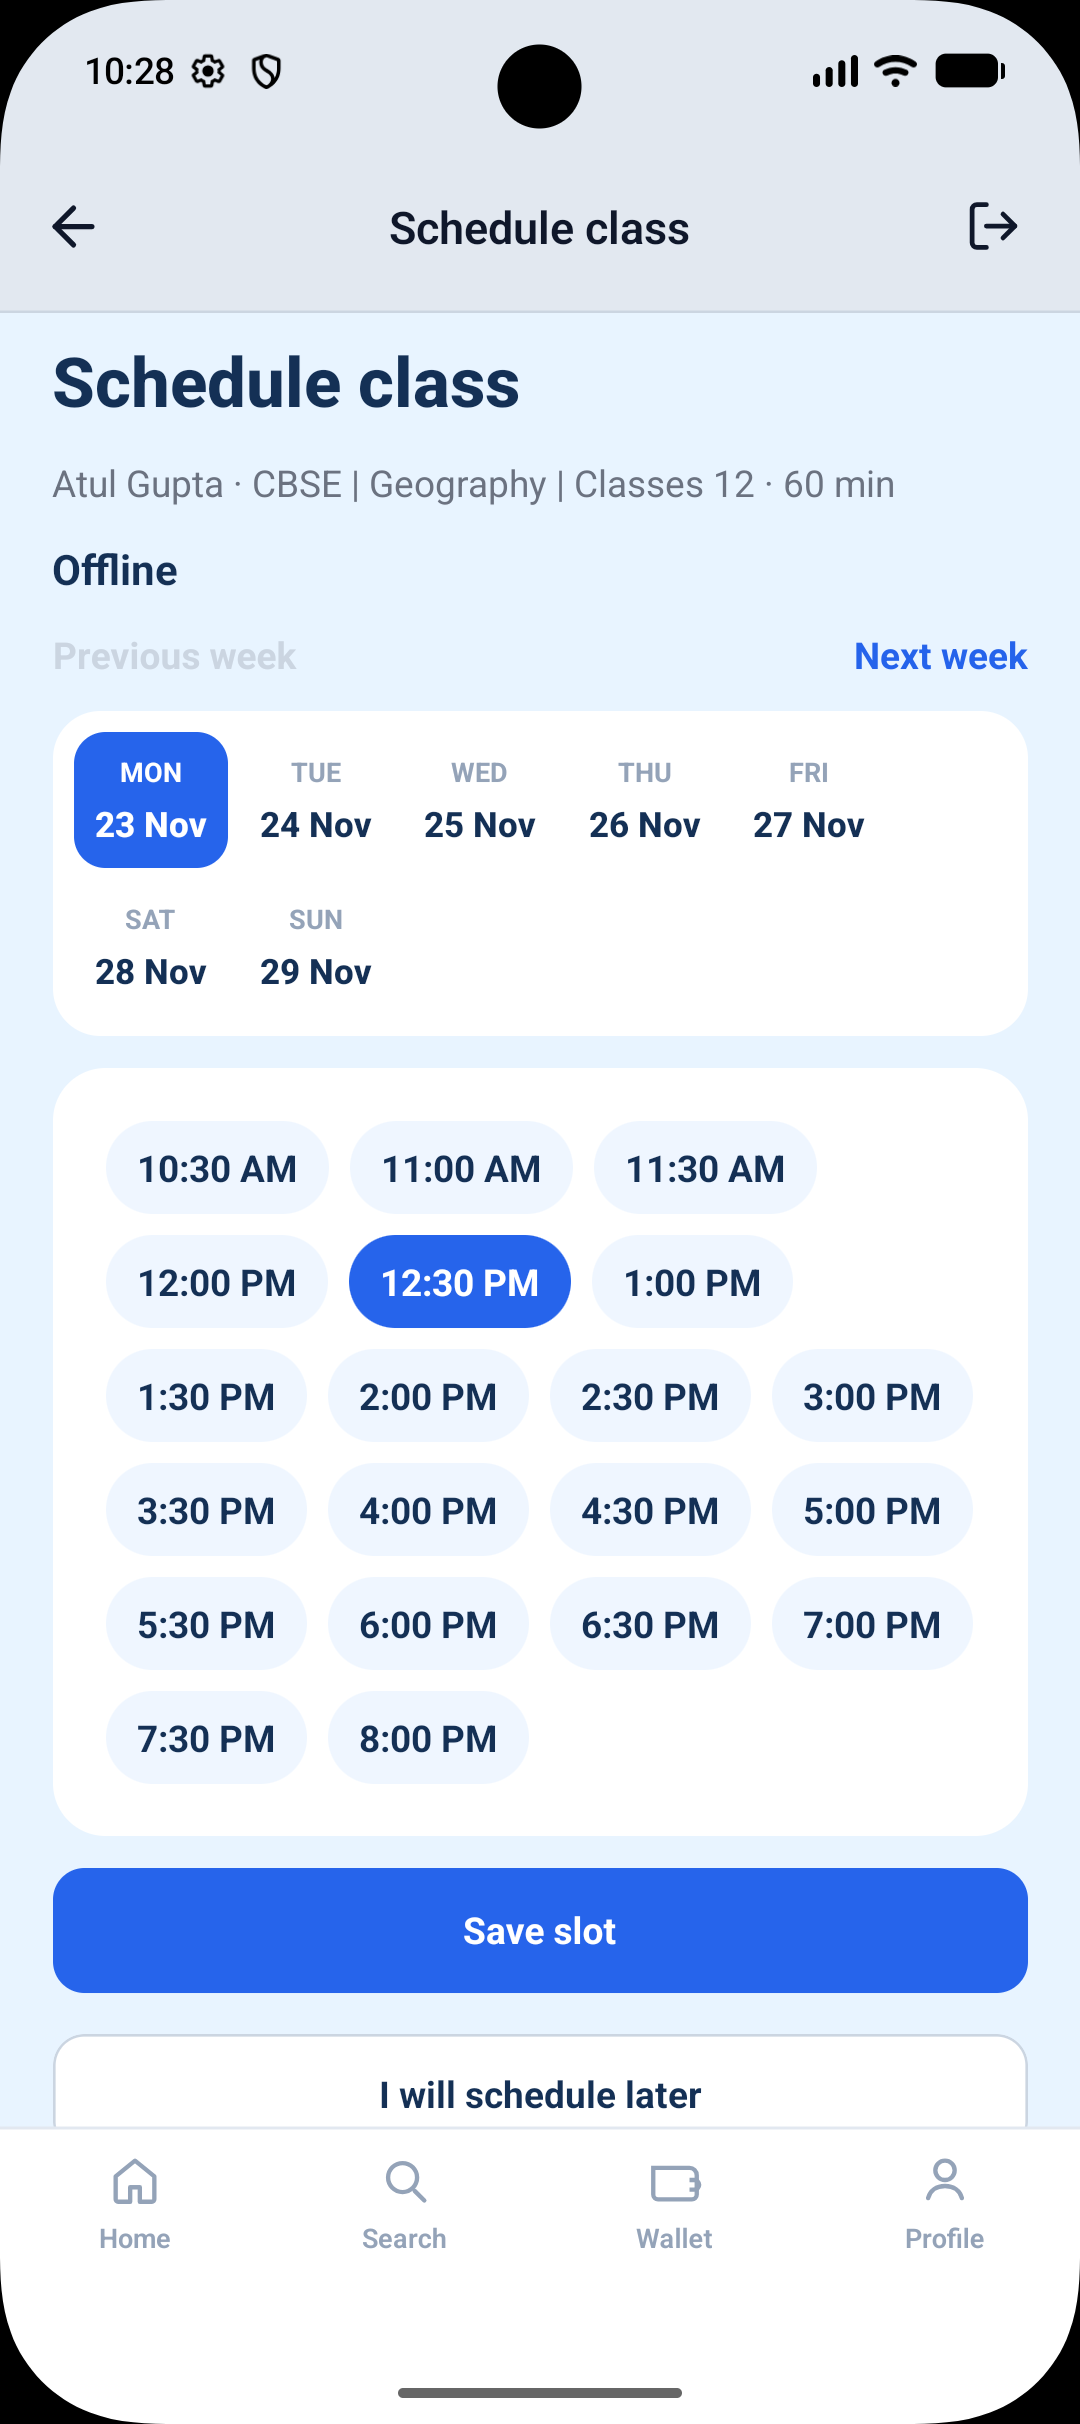 10:28
Schedule class
Schedule class
Atul Gupta · CBSE | Geography | Classes 12 · 60 min
Offline
Previous week Next week
MON TUE WED THU FRI
23 Nov 24 Nov 25 Nov 26 Nov 27 Nov
SAT SUN
28 Nov 29 Nov
10:30 AM 11:00 AM 11:30 AM
12:00 PM 12:30 PM 1:00 PM
1:30 PM 2:00 PM 2:30 PM 3:00 PM
3:30 PM 4:00 PM 4:30 PM 5:00 PM
5:30 PM 6:00 PM 6:30 PM 7:00 PM
7:30 PM 8:00 PM
Save slot
I will schedule later
Home Search Wallet Profile